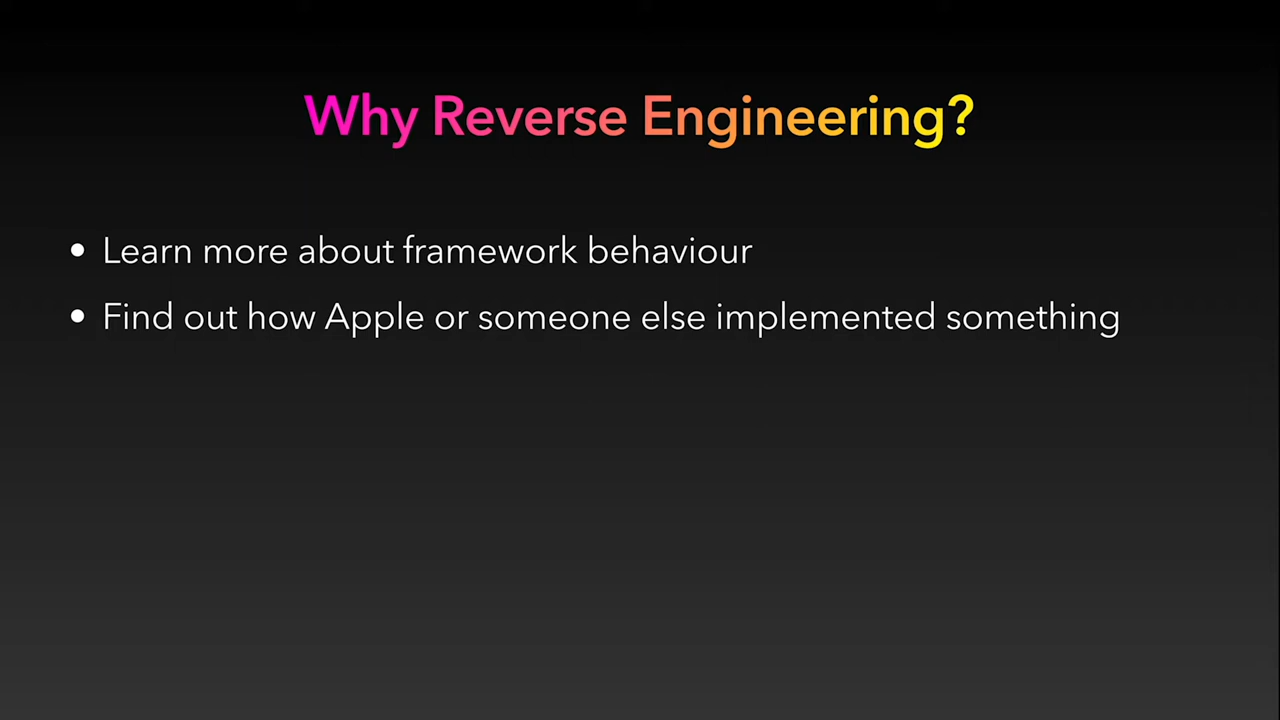 Why Reverse Engineering?
• Learn more about framework behaviour
• Find out how Apple or someone else implemented something